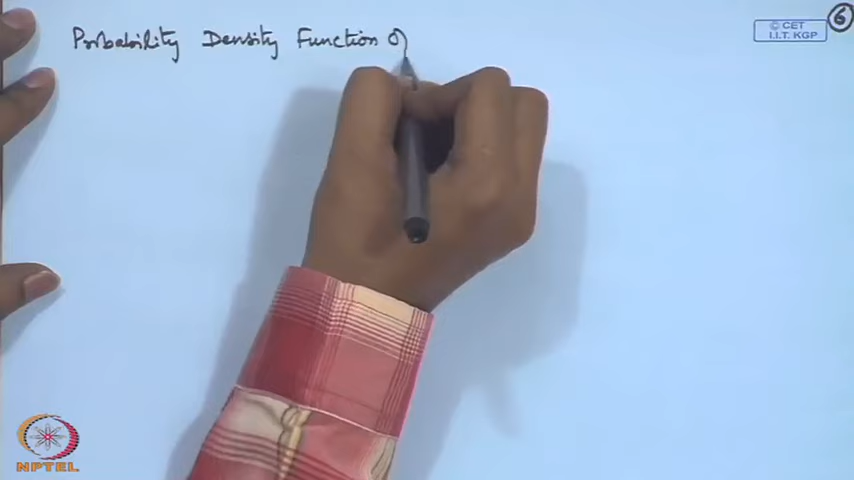 Probability Density Function Of
© CET
I.I.T. KGP
6
NPTEL